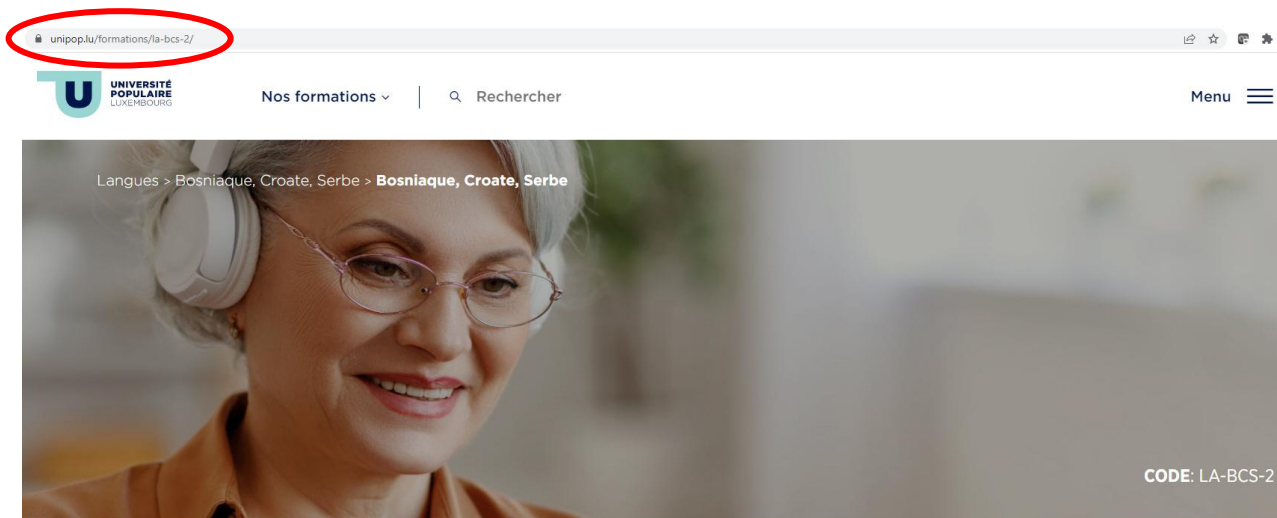 unipop.lu/formations/la-bcs-2/
U
UNIVERSITÉ
POPULAIRE
LUXEMBOURG
Nos formations
Rechercher
Menu
Langues > Bosniaque, Croate, Serbe > Bosniaque, Croate, Serbe
CODE: LA-BCS-2